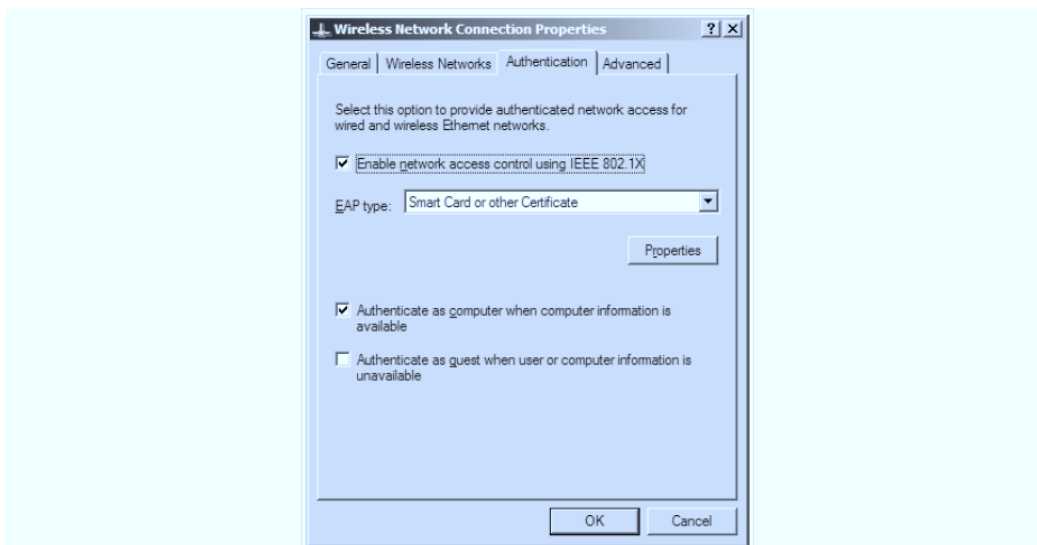 Wireless Network Connection Properties
General Wireless Networks Authentication Advanced
Select this option to provide authenticated network access for
wired and wireless Ethernet networks.
Enable network access control using IEEE 802.1X
EAP type: Smart Card or other Certificate
Properties
Authenticate as computer when computer information is
available
Authenticate as guest when user or computer information is
unavailable
OK Cancel